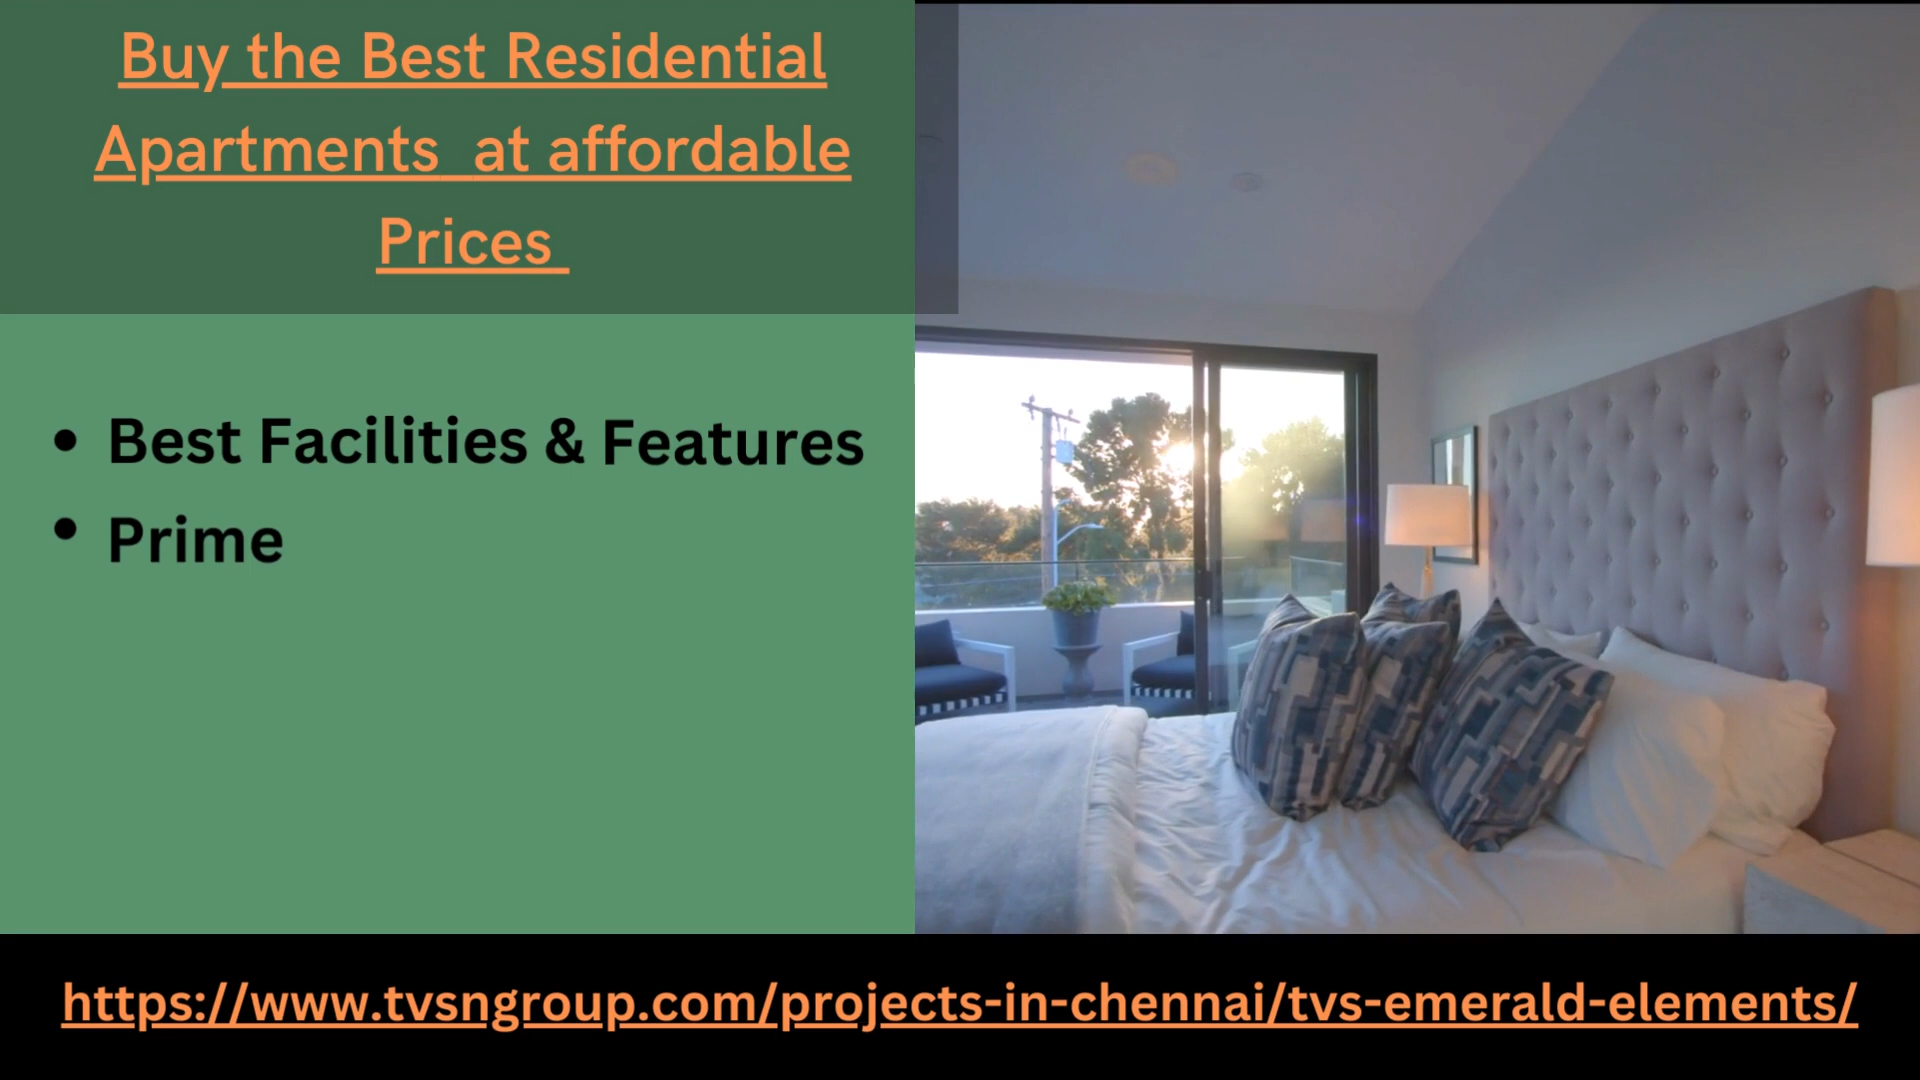 Buy the Best Residential
Apartments  at affordable
Prices
• Best Facilities & Features
• Prime
https://www.tvsngroup.com/projects-in-chennai/tvs-emerald-elements/